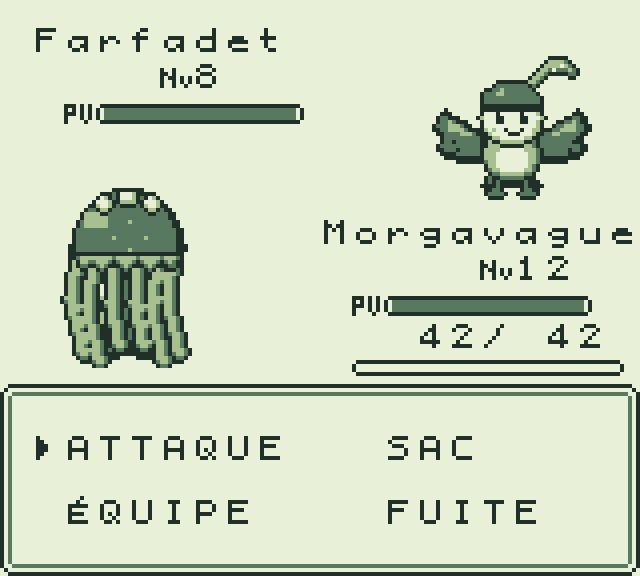 Farfadet
Nv8
PV
Morgavague
Nv12
PV
42/ 42
ATTAQUE SAC
ÉQUIPE FUITE